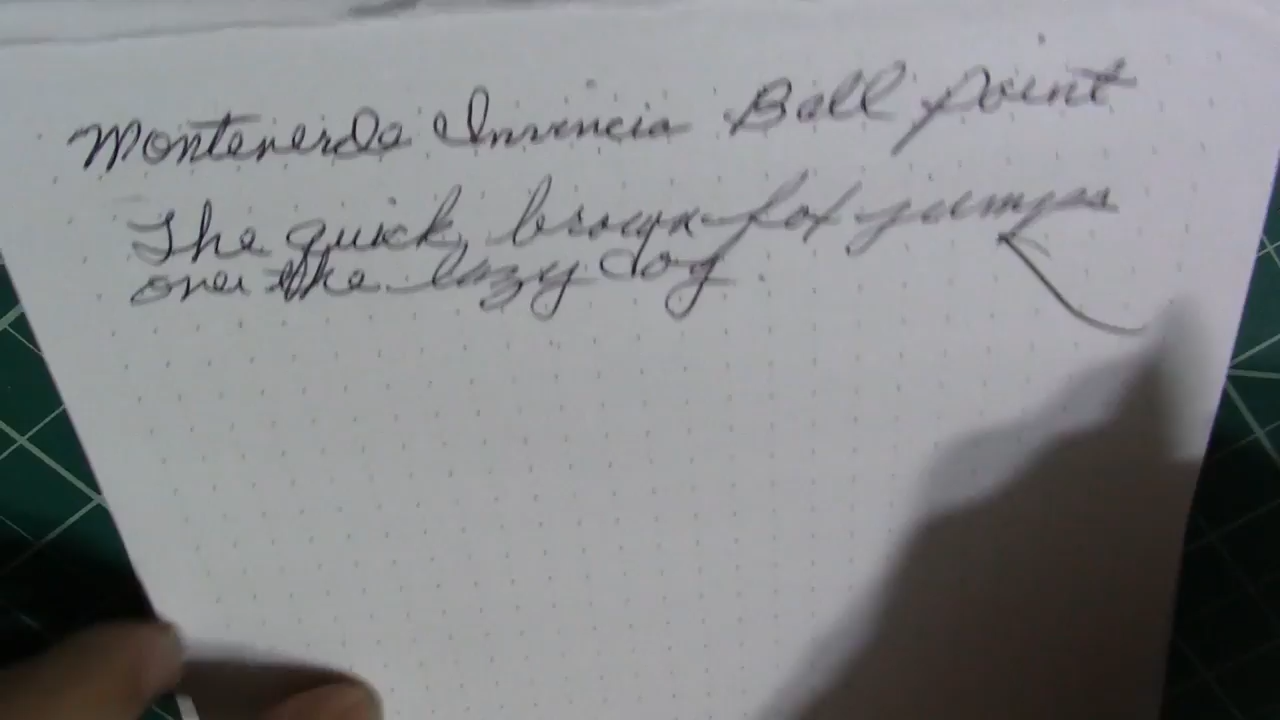 Monteverde Invincia Ball point
The quick brown fox jumps
over the lazy dog.